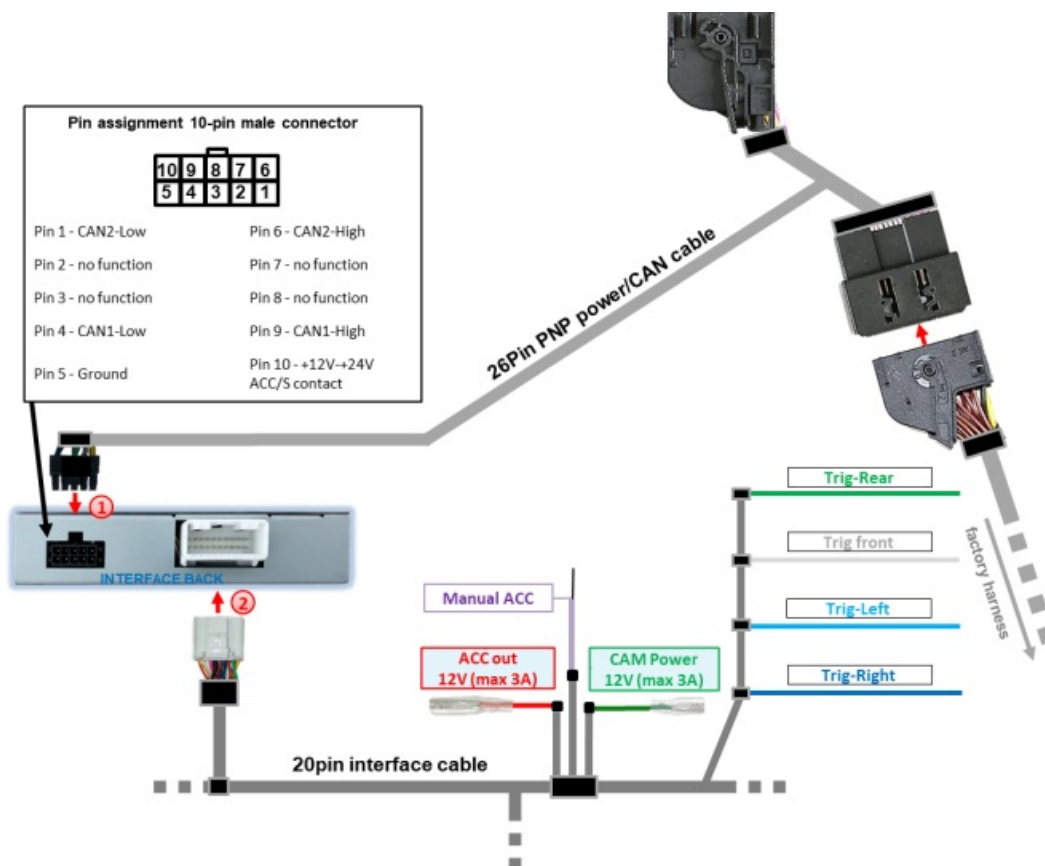 Pin assignment 10-pin male connector
10 9 8 7 6
5 4 3 2 1
Pin 1 - CAN2-Low
Pin 6 - CAN2-High
Pin 2 - no function
Pin 7 - no function
Pin 3 - no function
Pin 8 - no function
Pin 4 - CAN1-Low
Pin 9 - CAN1-High
Pin 5 - Ground
Pin 10 - +12V-+24V
ACC/S contact
26Pin PNP power/CAN cable
1
INTERFACE BACK
2
Trig-Rear
Trig front
Trig-Left
Trig-Right
factory harness
Manual ACC
ACC out
12V (max 3A)
CAM Power
12V (max 3A)
20pin interface cable